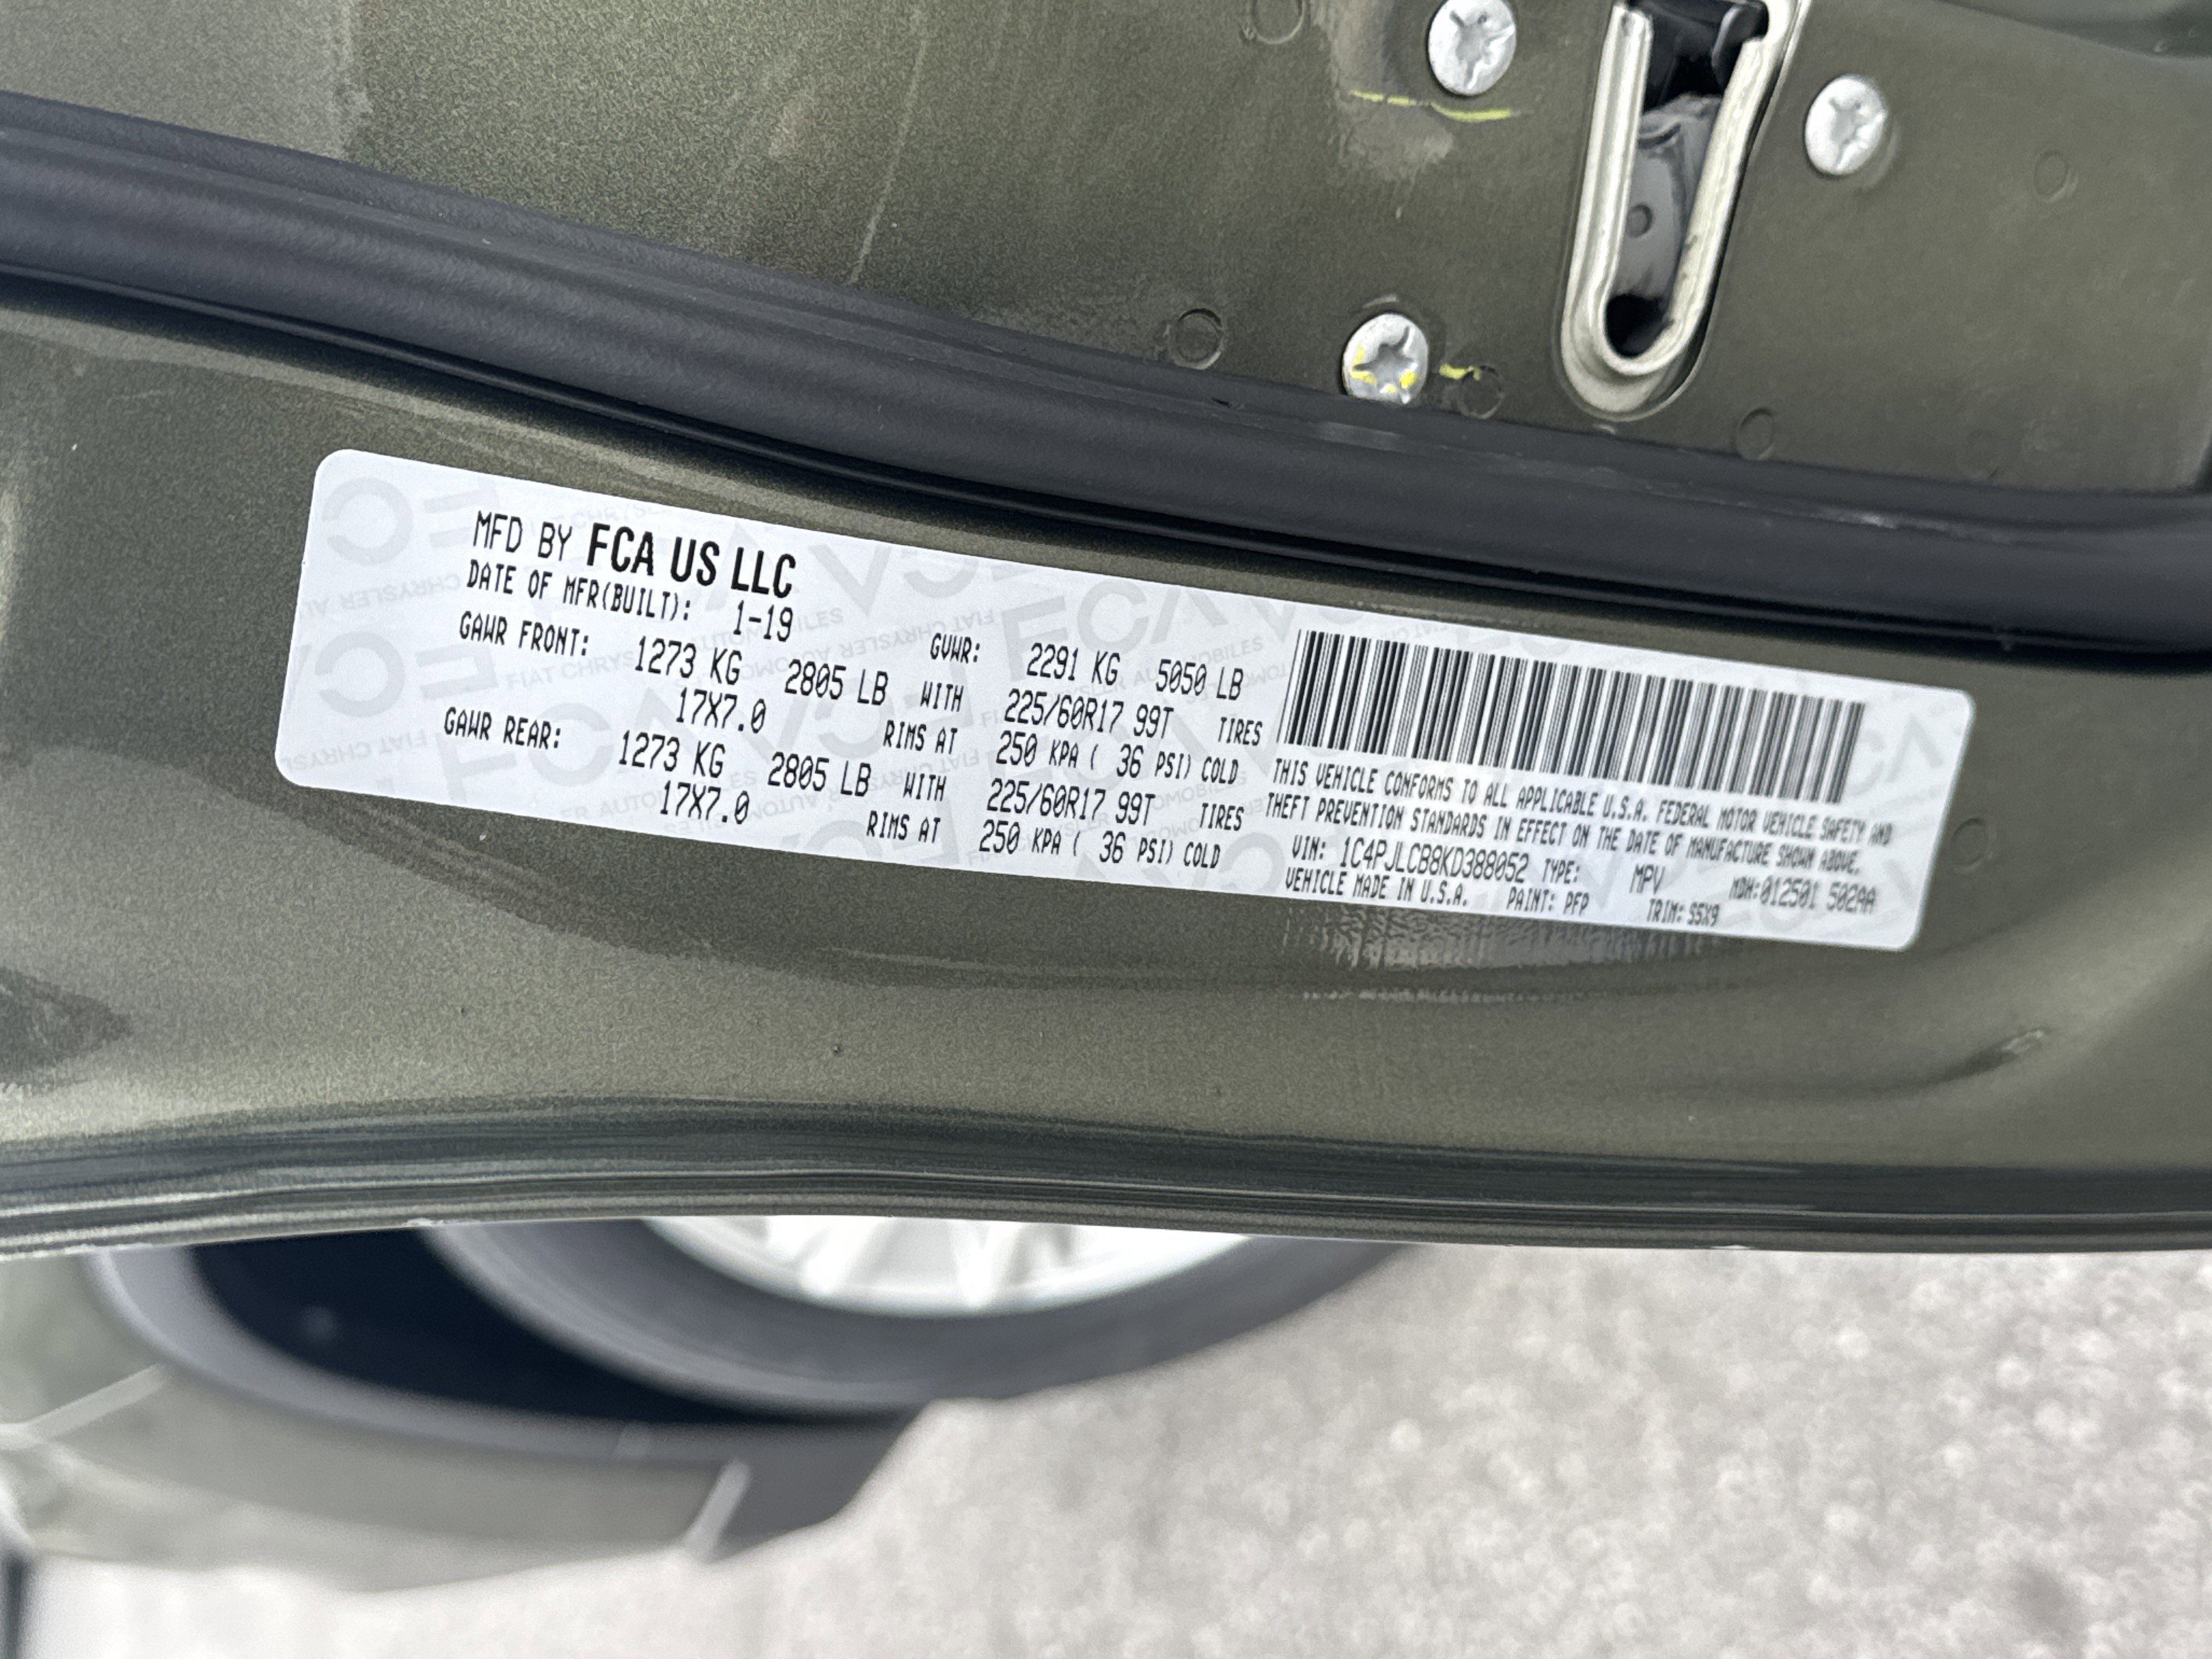 MFD BY FCA US LLC
DATE OF MFR(BUILT): 1-19
GVWR: 2291 KG 5050 LB
GAWR FRONT: 1273 KG 2805 LB WITH 225/60R17 99T TIRES
17X7.0 RIMS AT 250 KPA ( 36 PSI) COLD
GAWR REAR: 1273 KG 2805 LB WITH 225/60R17 99T TIRES
17X7.0 RIMS AT 250 KPA ( 36 PSI) COLD
THIS VEHICLE CONFORMS TO ALL APPLICABLE U.S.A. FEDERAL MOTOR VEHICLE SAFETY AND
THEFT PREVENTION STANDARDS IN EFFECT ON THE DATE OF MANUFACTURE SHOWN ABOVE.
VIN: 1C4PJLCB8KD388052 TYPE: MPV MDH:012501 502AA
VEHICLE MADE IN U.S.A. PAINT: PFP TRIM: S5X9